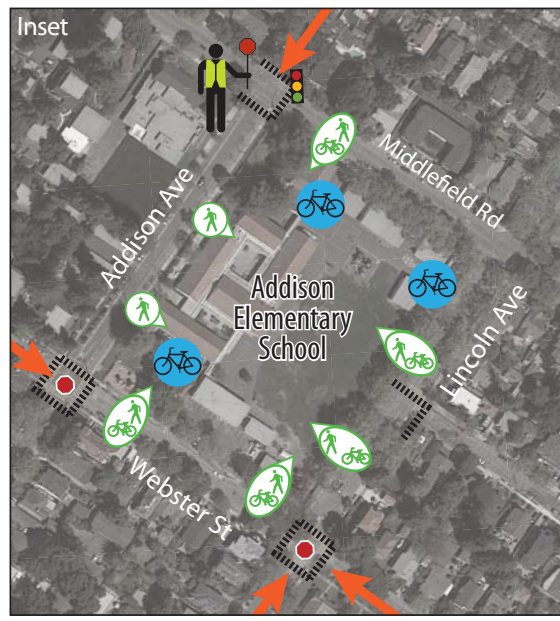 Inset
Middlefield Rd
Addison Ave
Addison
Elementary
School
Lincoln Ave
Webster St